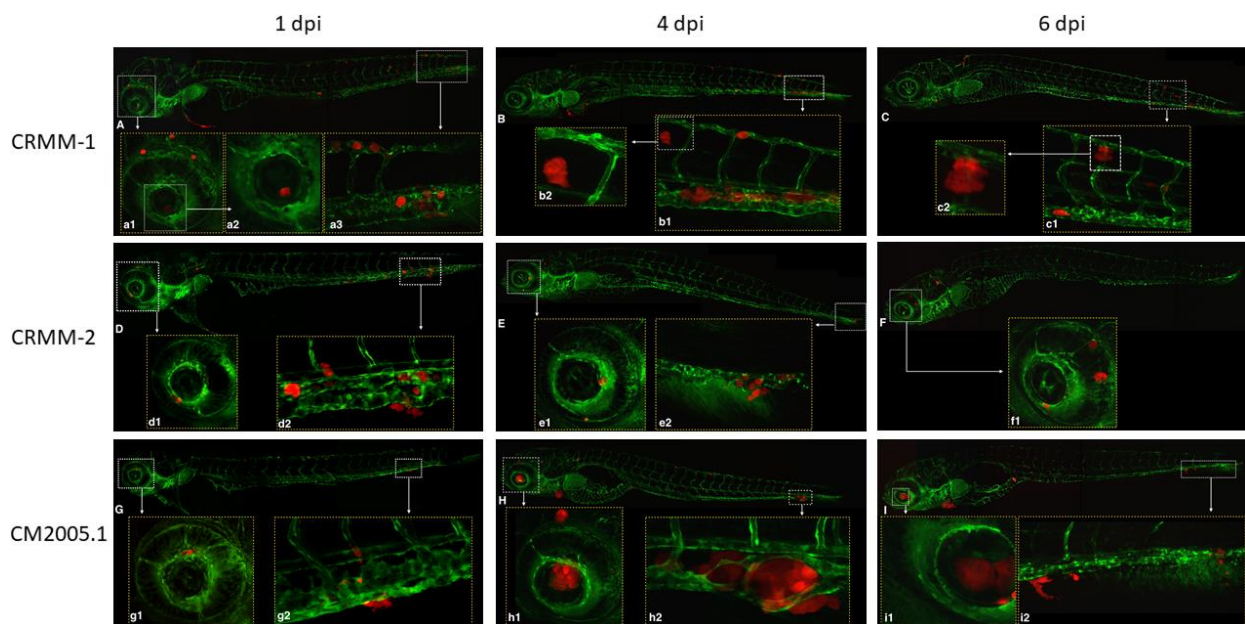 1 dpi 4 dpi 6 dpi
CRMM-1
A B C
a1 a2 a3 b2 b1 c2 c1
CRMM-2
D E F
d1 d2 e1 e2 f1
CM2005.1
G H I
g1 g2 h1 h2 i1 i2